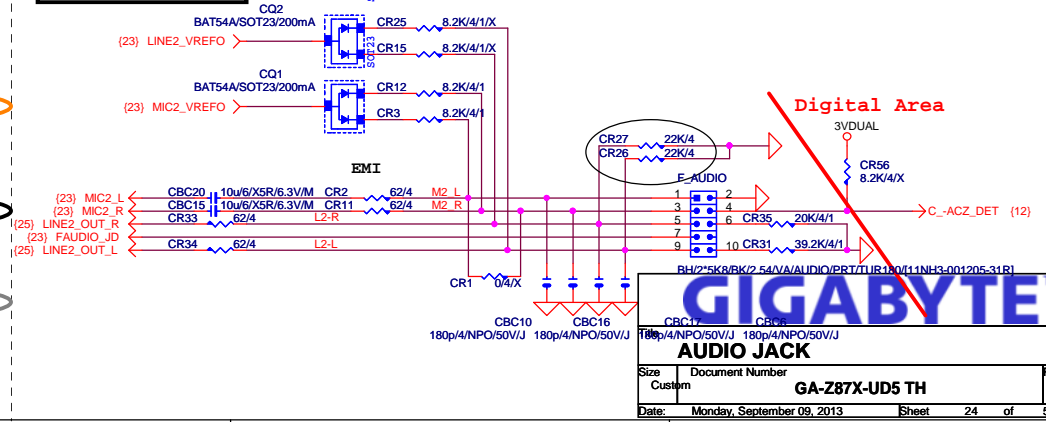 CQ2
BAT54A/SOT23/200mA
{23} LINE2_VREFO
CR25 8.2K/4/1/X
CR15 8.2K/4/1/X
SOT23
CQ1
BAT54A/SOT23/200mA
{23} MIC2_VREFO
CR12 8.2K/4/1
CR3 8.2K/4/1
Digital Area
3VDUAL
CR27 22K/4
CR26 22K/4
CR56
8.2K/4/X
EMI
F_AUDIO
{23} MIC2_L CBC20 10u/6/X5R/6.3V/M CR2 62/4 M2_L 1 2
{23} MIC2_R CBC15 10u/6/X5R/6.3V/M CR11 62/4 M2_R 3 4 C_-ACZ_DET {12}
{25} LINE2_OUT_R CR33 62/4 L2-R 5 6 CR35 20K/4/1
{23} FAUDIO_JD 7
{25} LINE2_OUT_L CR34 62/4 L2-L 9 10 CR31 39.2K/4/1
BH/2*5K8/BK/2.54/VA/AUDIO/PRT/TUR180/[11NH3-001205-31R]
CR1 0/4/X
GIGABYTE
CBC10 CBC16 CBC17 CBC6
180p/4/NPO/50V/J 180p/4/NPO/50V/J 180p/4/NPO/50V/J 180p/4/NPO/50V/J
Title
AUDIO JACK
Size Document Number
Custom GA-Z87X-UD5 TH
Date: Monday, September 09, 2013 Sheet 24 of